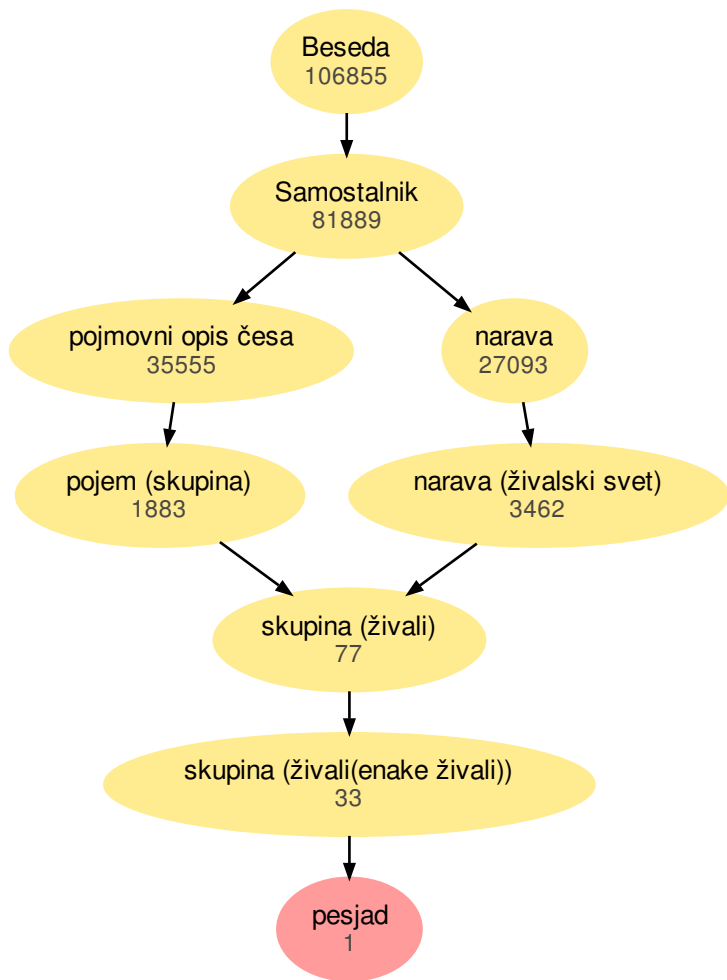 Beseda
106855
Samostalnik
81889
pojmovni opis česa
35555
narava
27093
pojem (skupina)
1883
narava (živalski svet)
3462
skupina (živali)
77
skupina (živali(enake živali))
33
pesjad
1